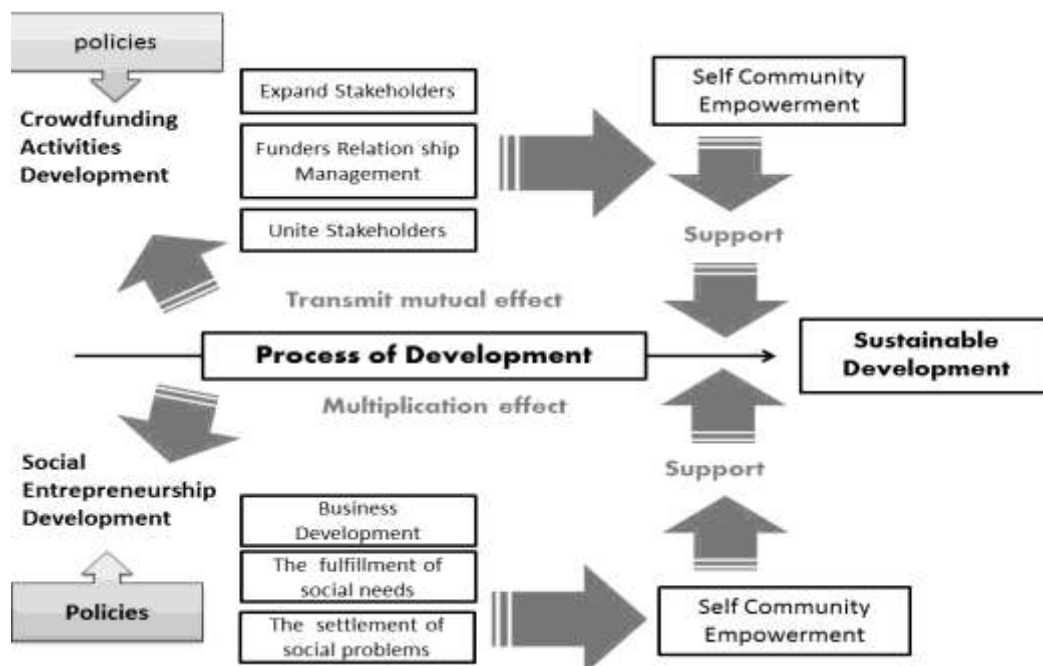 policies
Crowdfunding
Activities
Development
Expand Stakeholders
Funders Relation ship
Management
Unite Stakeholders
Self Community
Empowerment
Support
Transmit mutual effect
Process of Development
Sustainable
Development
Multiplication effect
Support
Social
Entrepreneurship
Development
Policies
Business
Development
The fulfillment of
social needs
The settlement of
social problems
Self Community
Empowerment